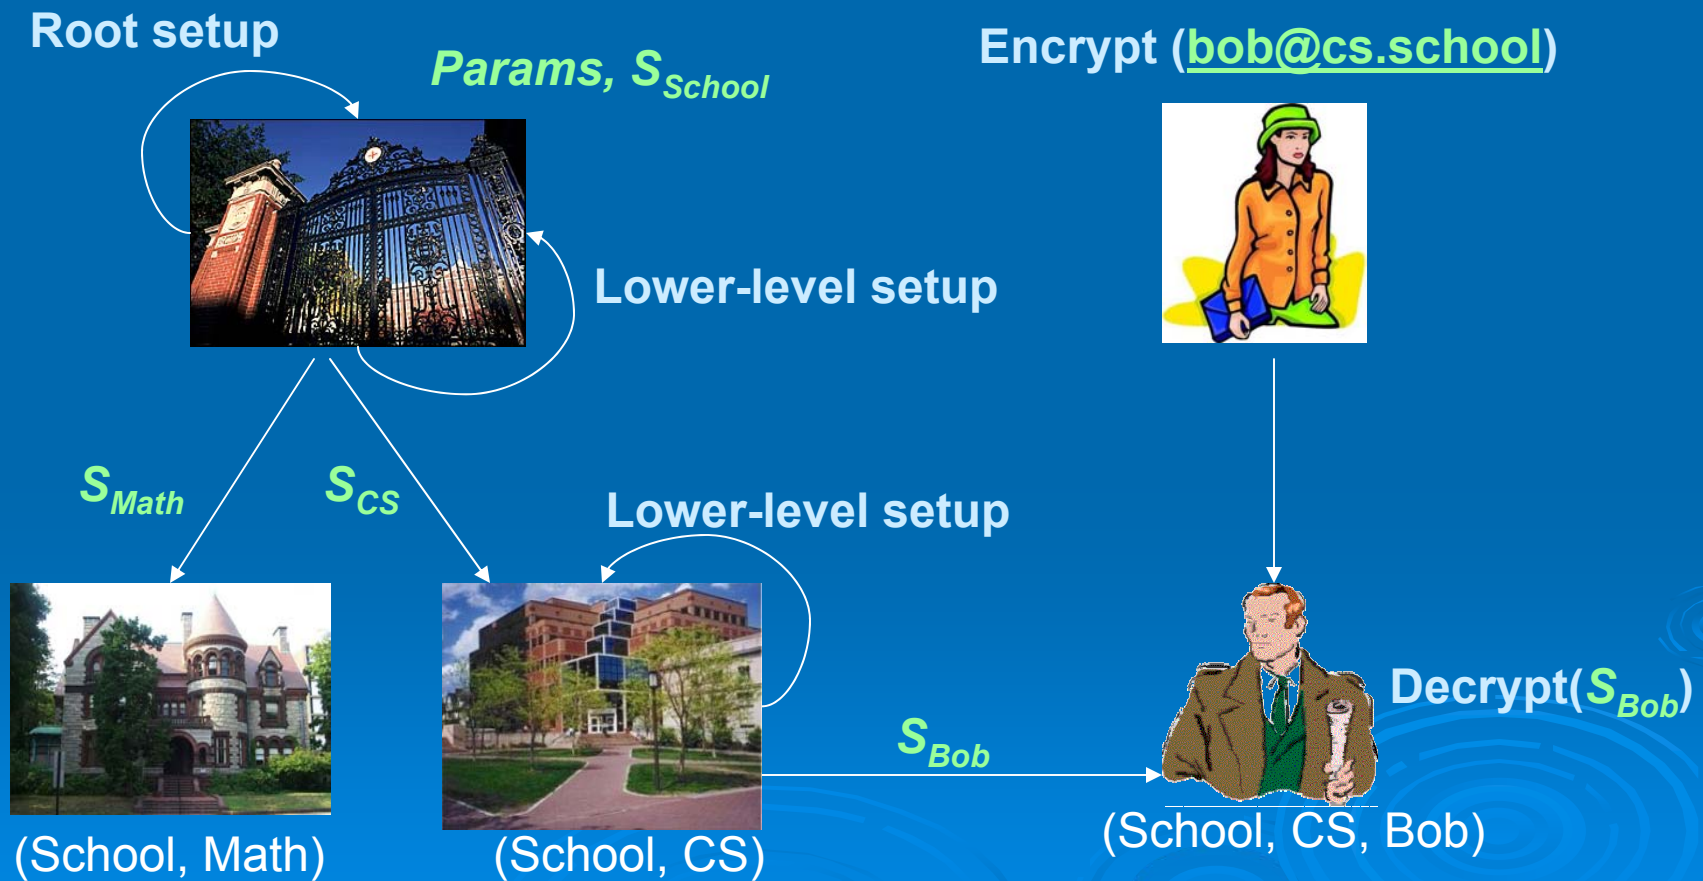 Root setup
Params, S_School
Encrypt (bob@cs.school)
Lower-level setup
S_Math
S_CS
Lower-level setup
Decrypt(S_Bob)
S_Bob
(School, Math)
(School, CS)
(School, CS, Bob)